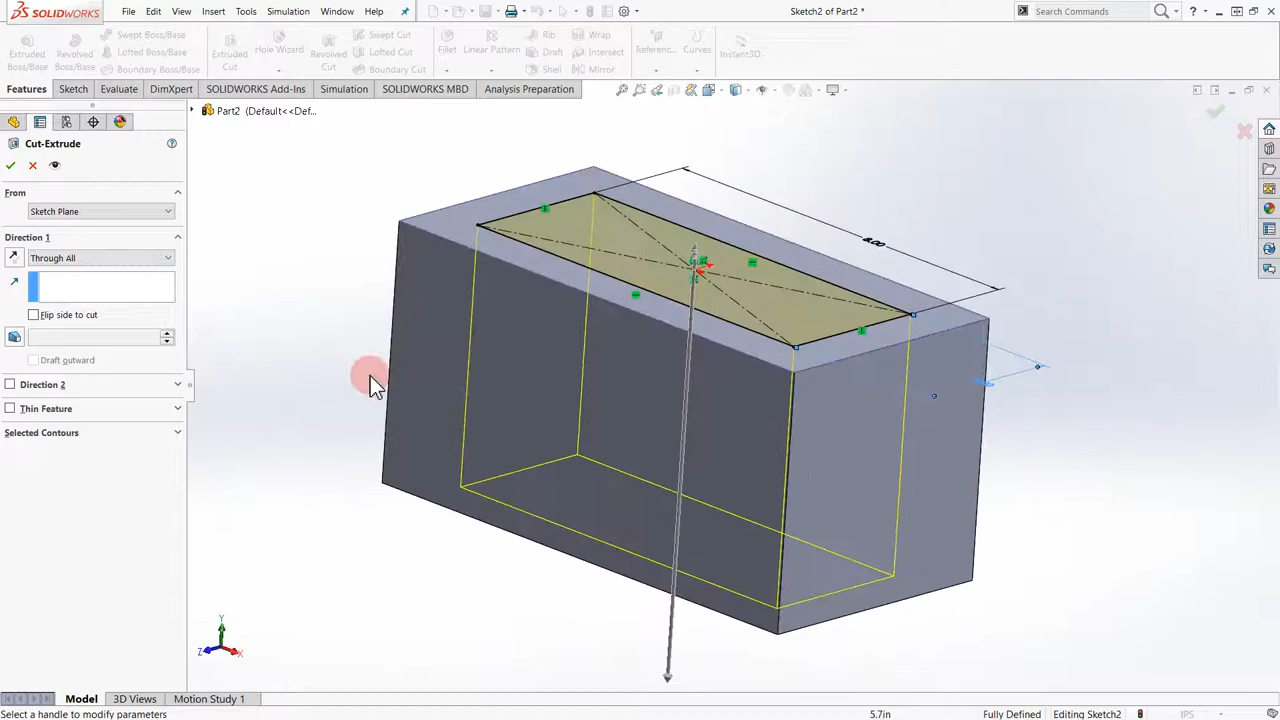 SOLIDWORKS File Edit View Insert Tools Simulation Window Help Sketch2 of Part2 * Search Commands ?
Extruded Boss/Base Revolved Boss/Base Swept Boss/Base Lofted Boss/Base Boundary Boss/Base Extruded Cut Hole Wizard Revolved Cut Swept Cut Lofted Cut Boundary Cut Fillet Linear Pattern Rib Draft Shell Wrap Intersect Mirror Referenc... Curves Instant3D
Features Sketch Evaluate DimXpert SOLIDWORKS Add-Ins Simulation SOLIDWORKS MBD Analysis Preparation
Part2 (Default<<Def...
Cut-Extrude
From
Sketch Plane
Direction 1
Through All
Flip side to cut
Draft outward
Direction 2
Thin Feature
Selected Contours
8.00
Y
Z
X
Model 3D Views Motion Study 1
Select a handle to modify parameters 5.7in Fully Defined Editing Sketch2 IPS